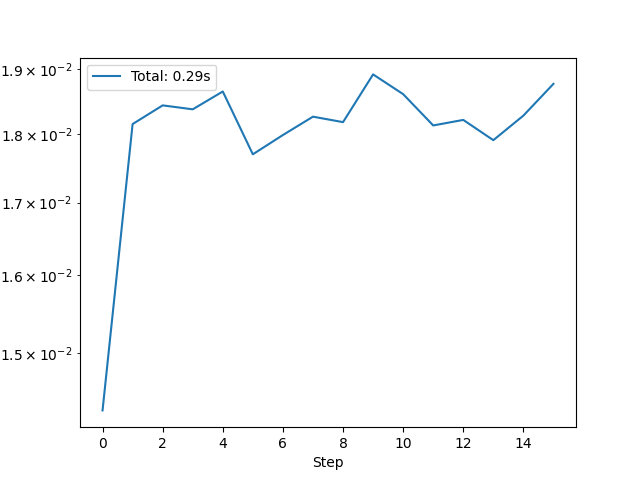 Total: 0.29s
1.9 × 10⁻²
1.8 × 10⁻²
1.7 × 10⁻²
1.6 × 10⁻²
1.5 × 10⁻²
0 2 4 6 8 10 12 14
Step